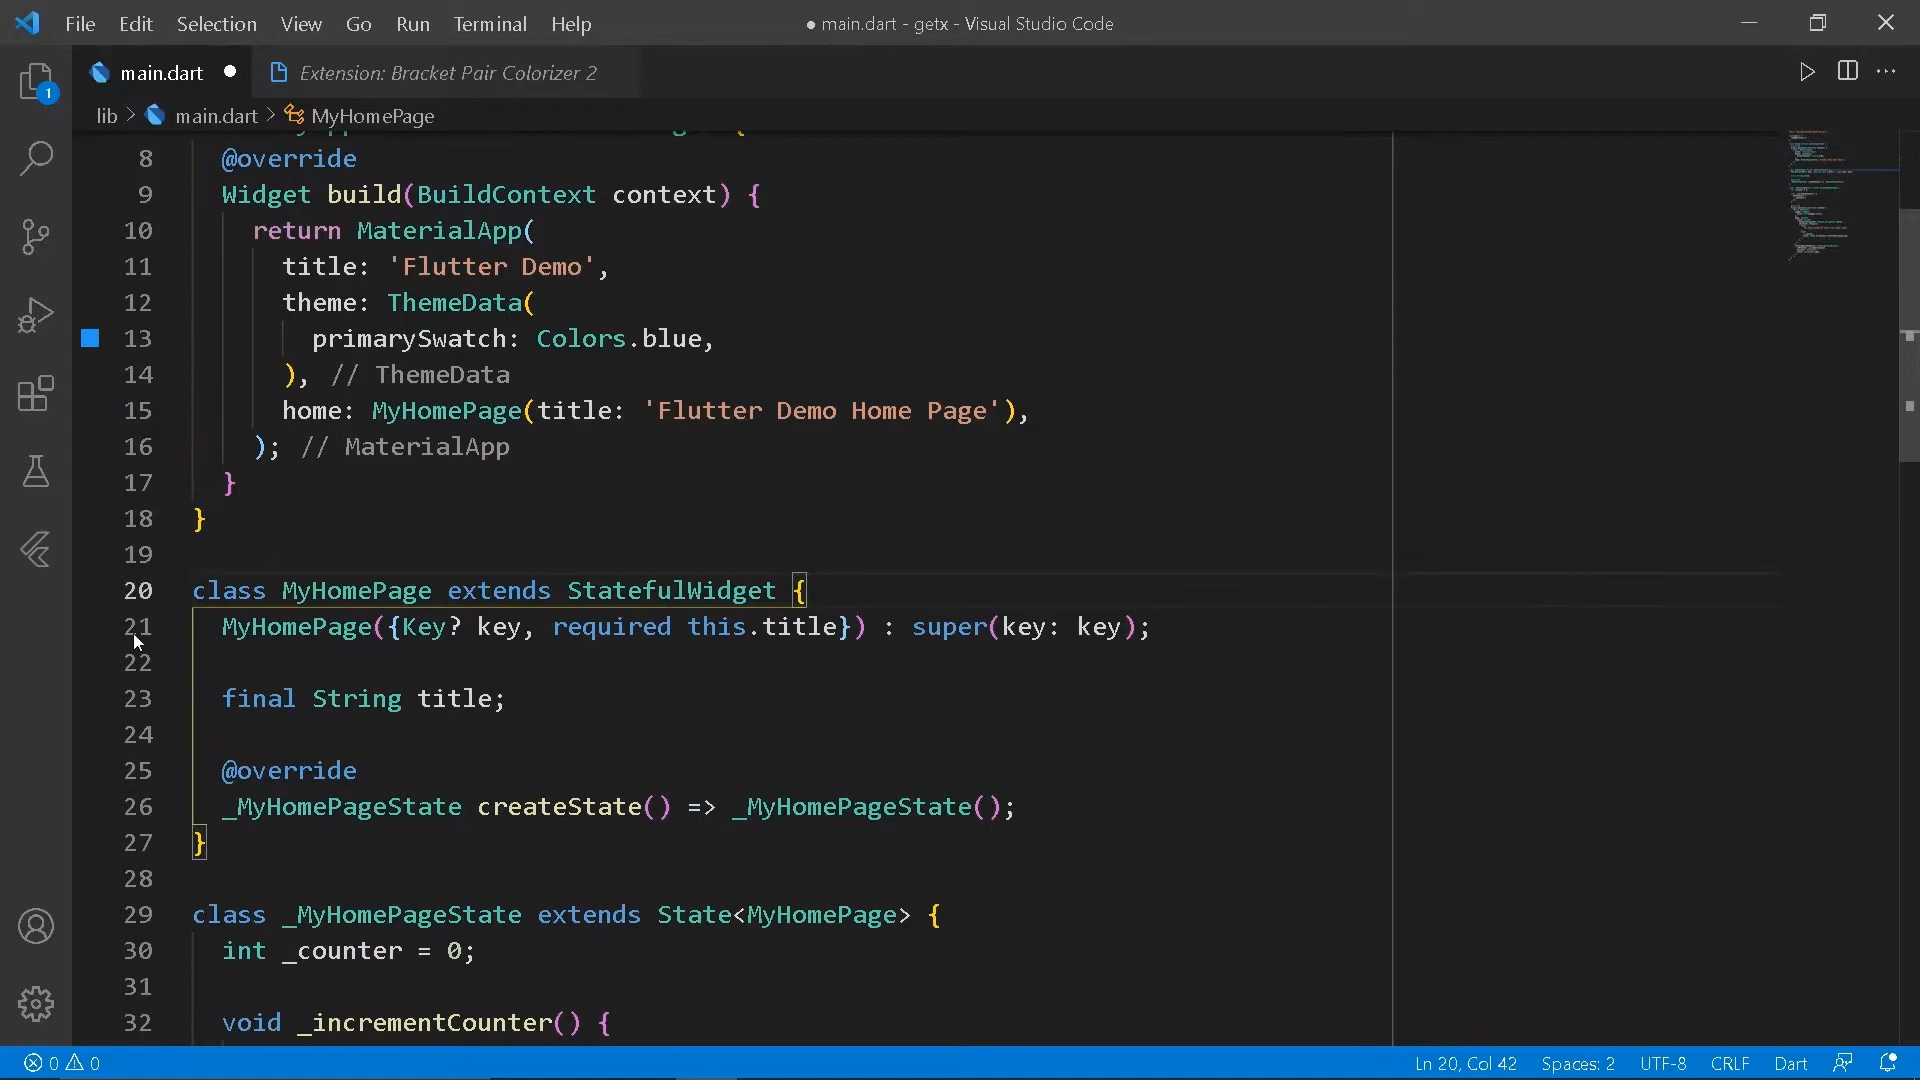 File Edit Selection View Go Run Terminal Help
● main.dart - getx - Visual Studio Code
main.dart
Extension: Bracket Pair Colorizer 2
1
lib > main.dart > MyHomePage
8 @override
9 Widget build(BuildContext context) {
10 return MaterialApp(
11 title: 'Flutter Demo',
12 theme: ThemeData(
13 primarySwatch: Colors.blue,
14 ), // ThemeData
15 home: MyHomePage(title: 'Flutter Demo Home Page'),
16 ); // MaterialApp
17 }
18 }
19
20 class MyHomePage extends StatefulWidget {
21 MyHomePage({Key? key, required this.title}) : super(key: key);
22
23 final String title;
24
25 @override
26 _MyHomePageState createState() => _MyHomePageState();
27 }
28
29 class _MyHomePageState extends State<MyHomePage> {
30 int _counter = 0;
31
32 void _incrementCounter() {
0 0
Ln 20, Col 42 Spaces: 2 UTF-8 CRLF Dart